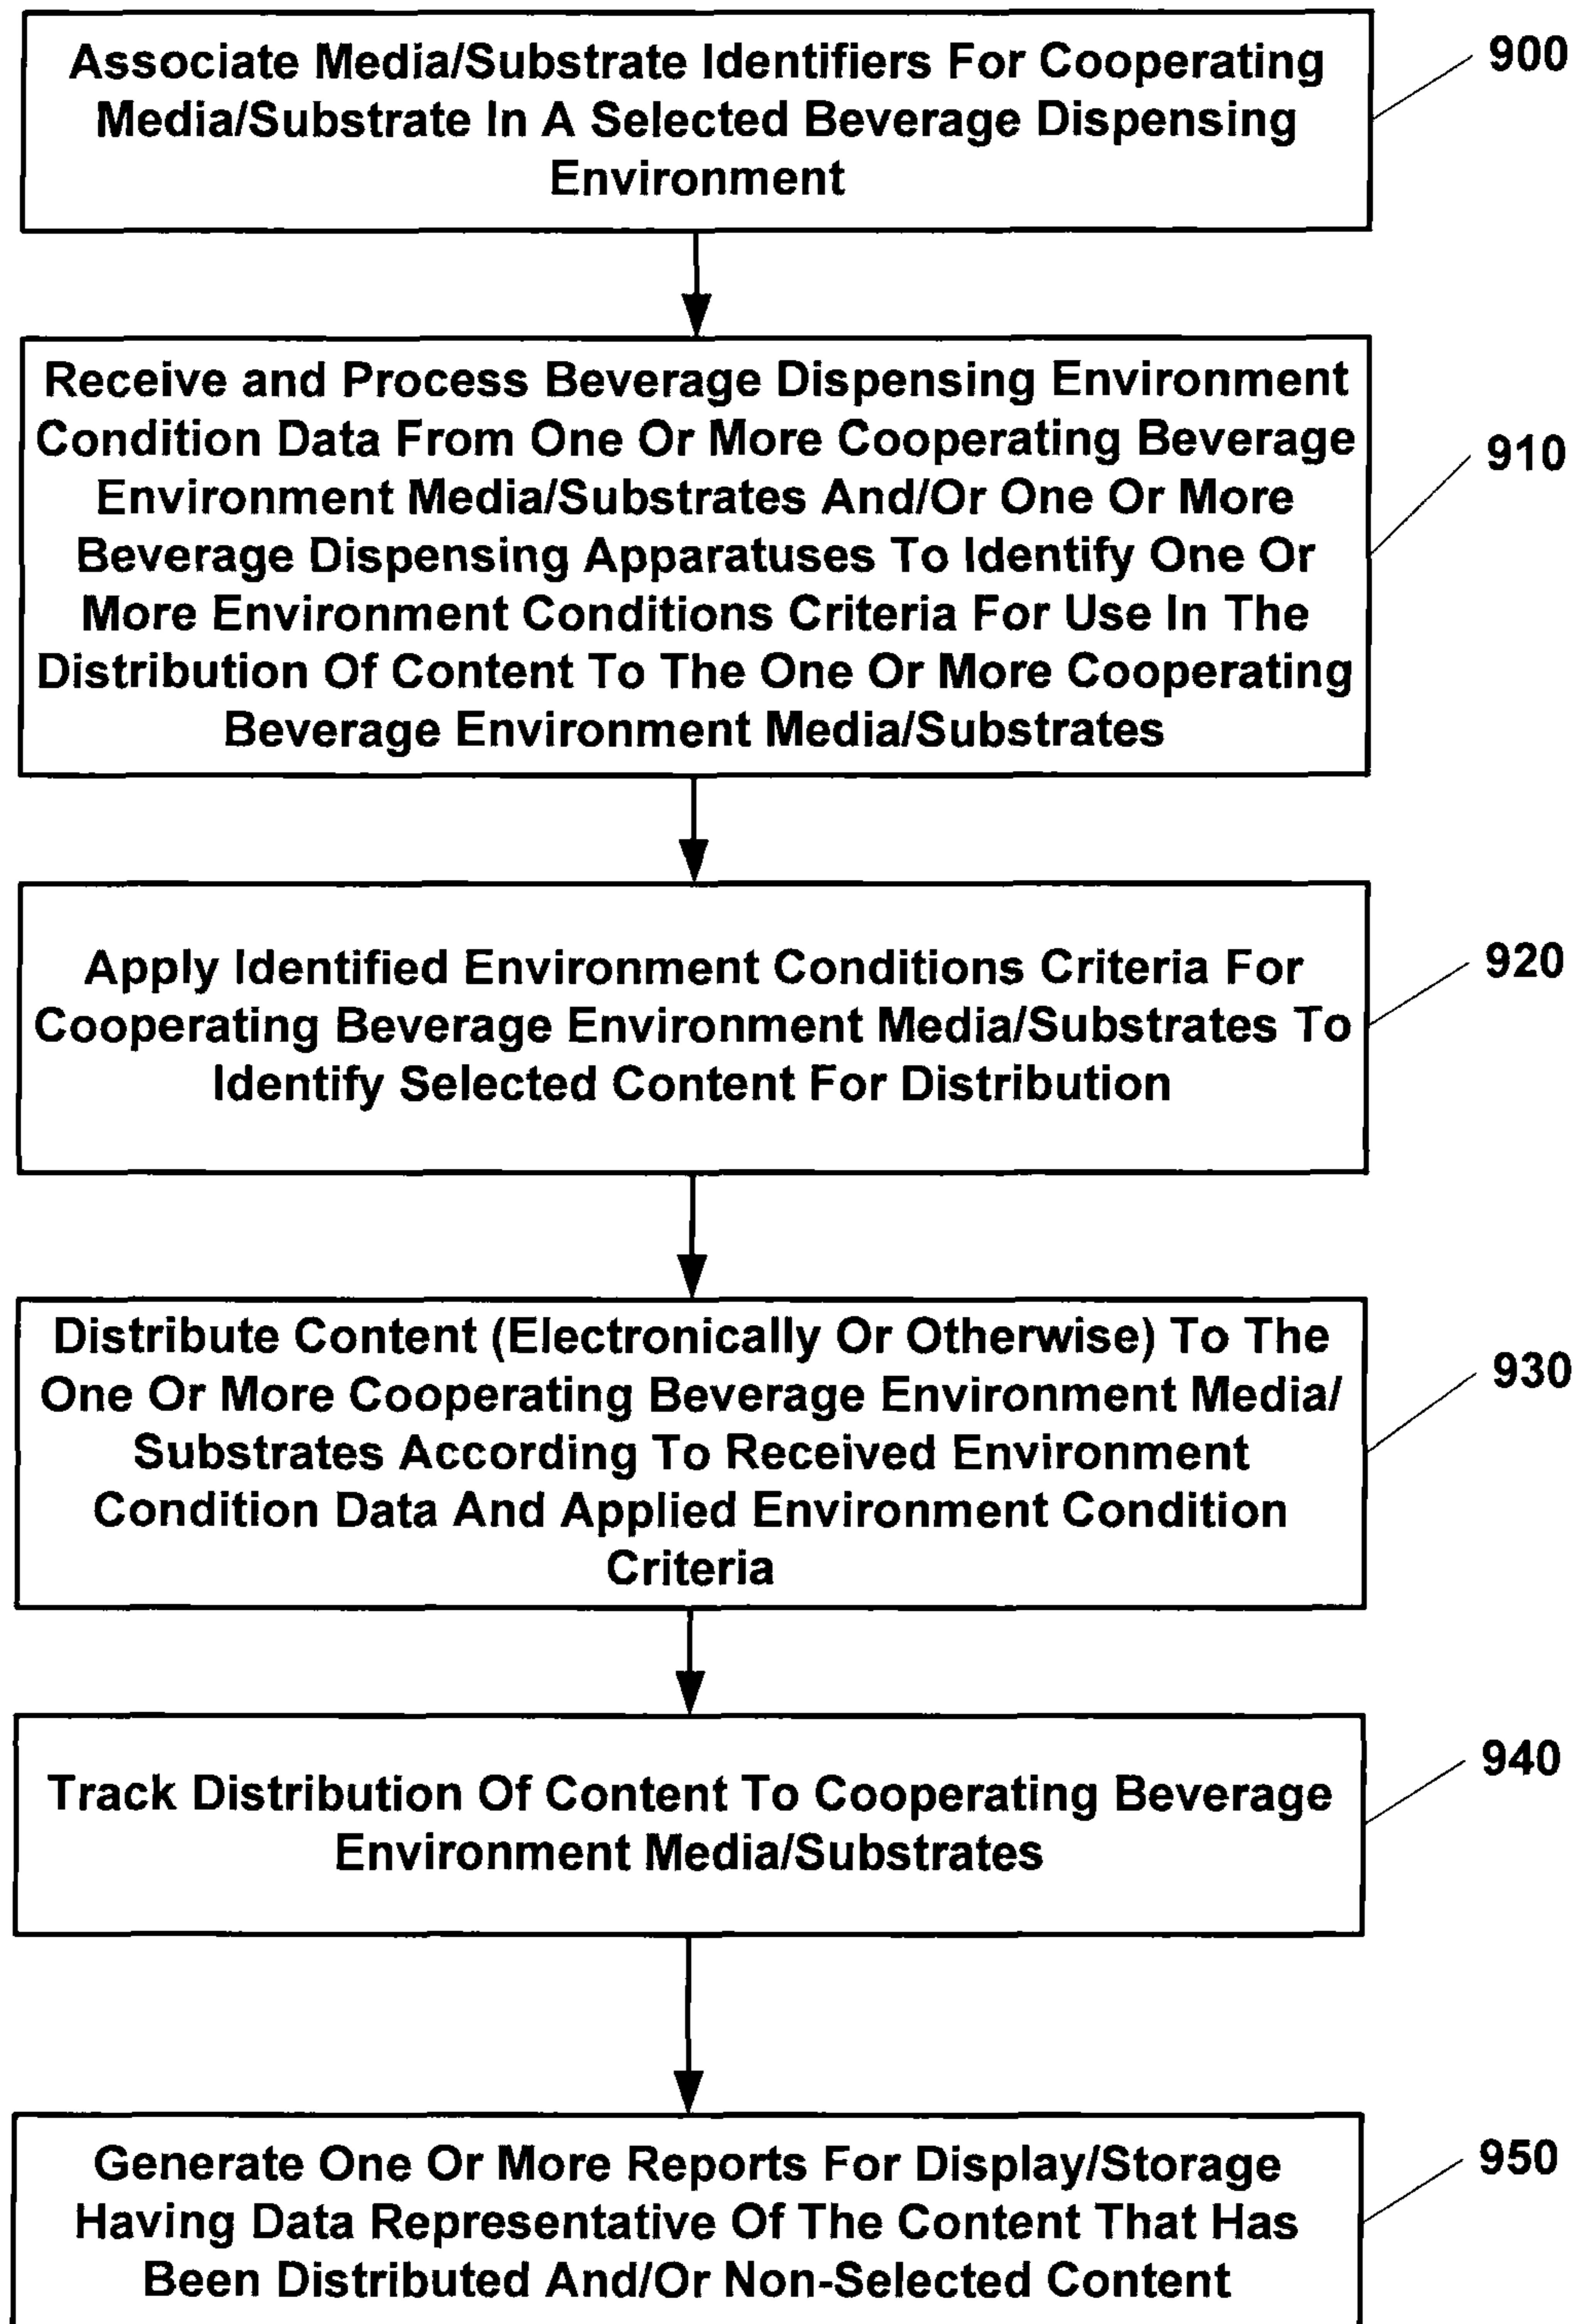 Associate Media/Substrate Identifiers For Cooperating
Media/Substrate In A Selected Beverage Dispensing
Environment
900
Receive and Process Beverage Dispensing Environment
Condition Data From One Or More Cooperating Beverage
Environment Media/Substrates And/Or One Or More
Beverage Dispensing Apparatuses To Identify One Or
More Environment Conditions Criteria For Use In The
Distribution Of Content To The One Or More Cooperating
Beverage Environment Media/Substrates
910
Apply Identified Environment Conditions Criteria For
Cooperating Beverage Environment Media/Substrates To
Identify Selected Content For Distribution
920
Distribute Content (Electronically Or Otherwise) To The
One Or More Cooperating Beverage Environment Media/
Substrates According To Received Environment
Condition Data And Applied Environment Condition
Criteria
930
Track Distribution Of Content To Cooperating Beverage
Environment Media/Substrates
940
Generate One Or More Reports For Display/Storage
Having Data Representative Of The Content That Has
Been Distributed And/Or Non-Selected Content
950